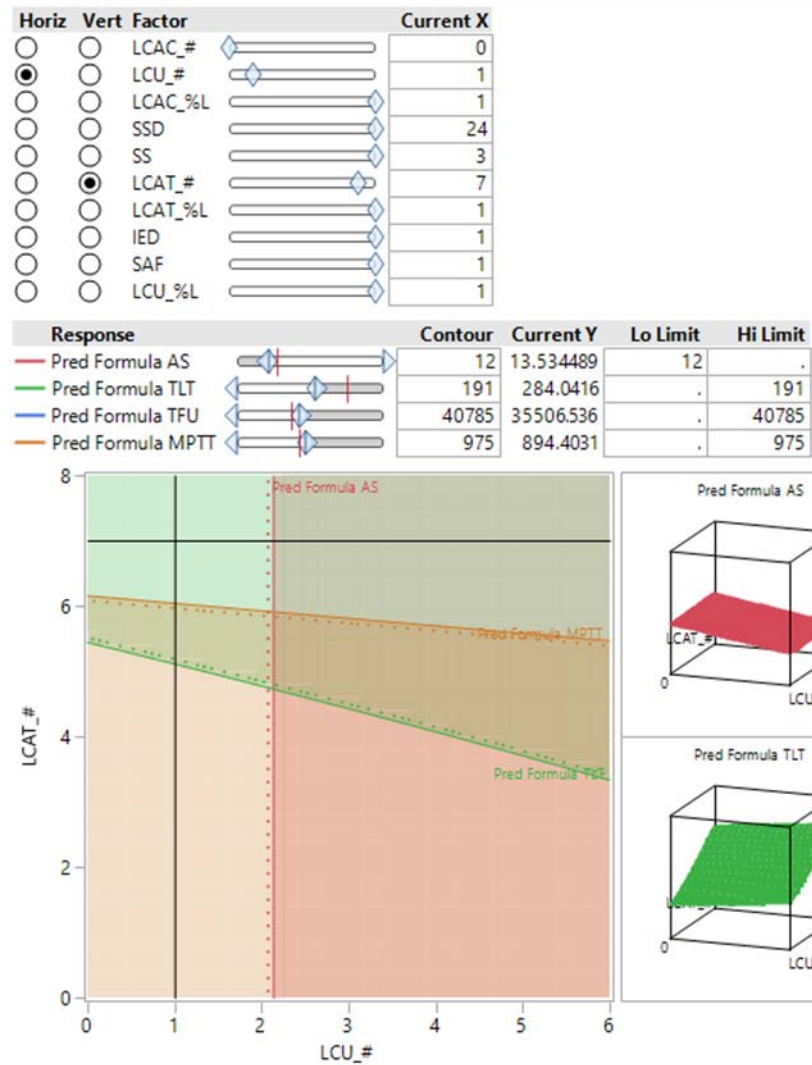 Horiz Vert Factor Current X
LCAC_# 0
LCU_# 1
LCAC_%L 1
SSD 24
SS 3
LCAT_# 7
LCAT_%L 1
IED 1
SAF 1
LCU_%L 1
Response Contour Current Y Lo Limit Hi Limit
Pred Formula AS 12 13.534489 12 .
Pred Formula TLT 191 284.0416 . 191
Pred Formula TFU 40785 35506.536 . 40785
Pred Formula MPTT 975 894.4031 . 975
8
Pred Formula AS
6
Pred Formula MPTT
4
Pred Formula TLT
2
0
LCAT_#
0 1 2 3 4 5 6
LCU_#
Pred Formula AS
LCAT_#
0
LCU
Pred Formula TLT
0
LCU